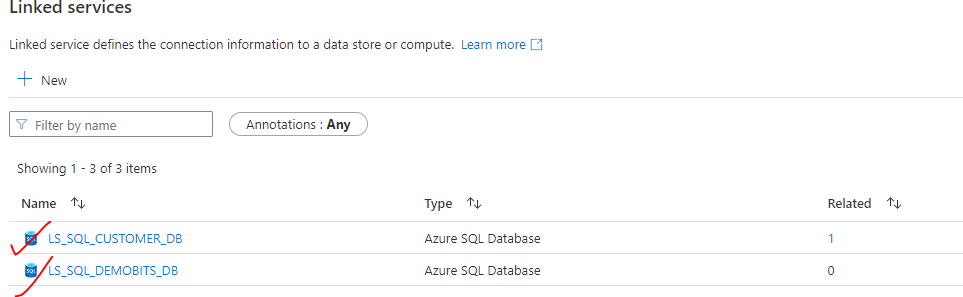 Linked services
Linked service defines the connection information to a data store or compute. Learn more
New
Filter by name
Annotations : Any
Showing 1 - 3 of 3 items
Name Type Related
LS_SQL_CUSTOMER_DB Azure SQL Database 1
SQL LS_SQL_DEMOBITS_DB Azure SQL Database 0